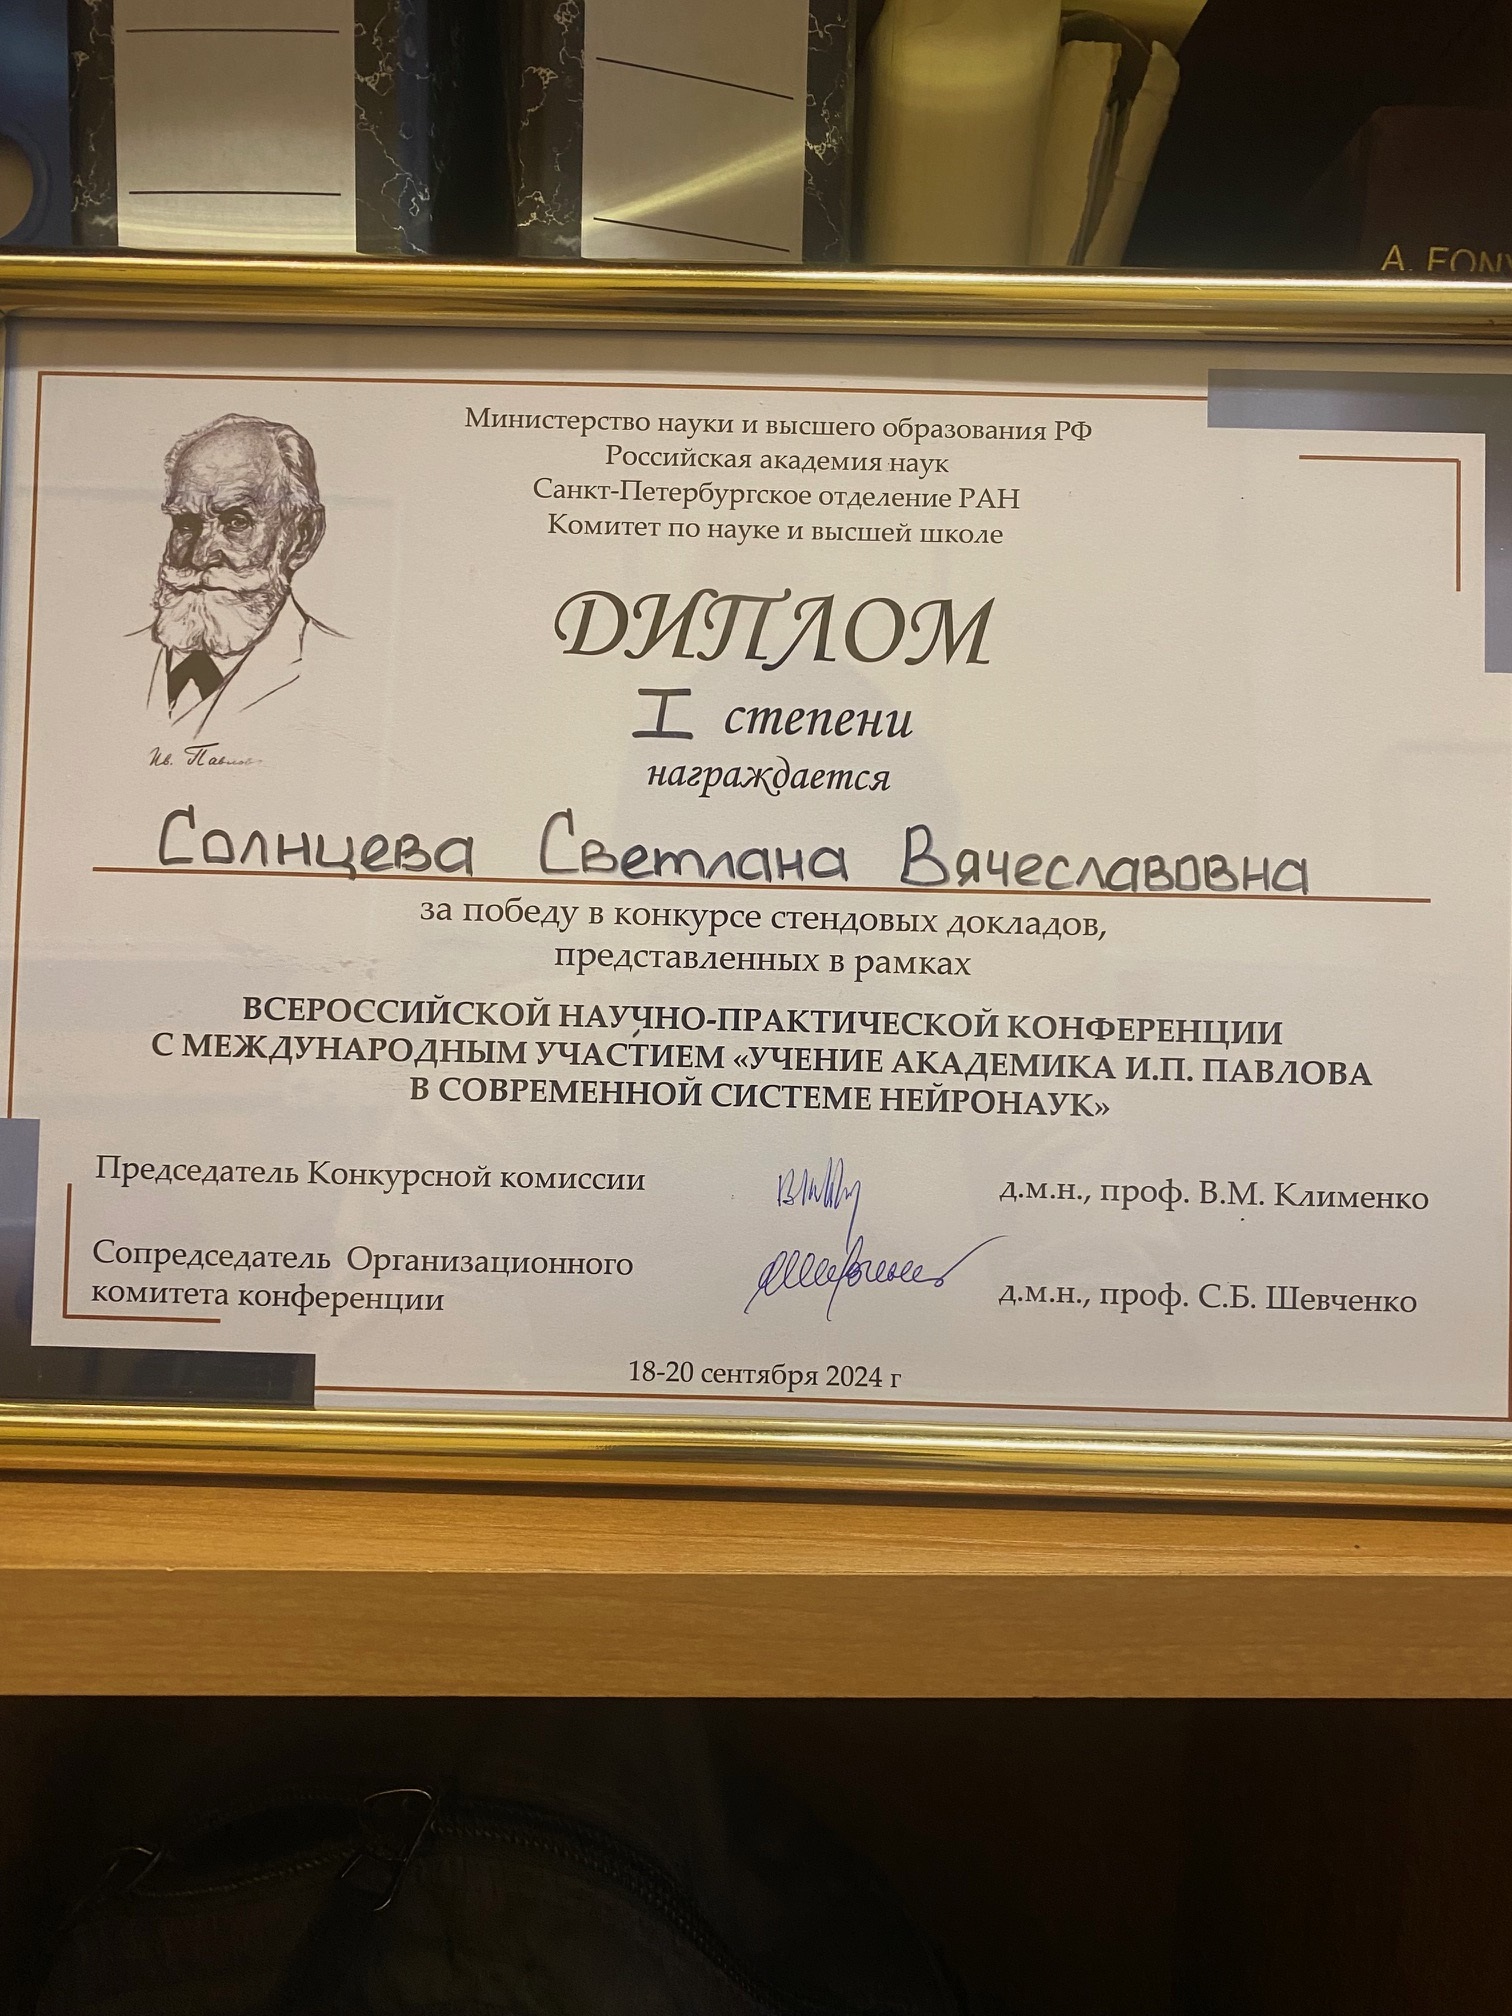 A. FONY
Министерство науки и высшего образования РФ
Российская академия наук
Санкт-Петербургское отделение РАН
Комитет по науке и высшей школе
ДИПЛОМ
I степени
награждается
Ив. Павлов
Солнцева Светлана Вячеславовна
за победу в конкурсе стендовых докладов,
представленных в рамках
ВСЕРОССИЙСКОЙ НАУЧНО-ПРАКТИЧЕСКОЙ КОНФЕРЕНЦИИ
С МЕЖДУНАРОДНЫМ УЧАСТИЕМ «УЧЕНИЕ АКАДЕМИКА И.П. ПАВЛОВА
В СОВРЕМЕННОЙ СИСТЕМЕ НЕЙРОНАУК»
Председатель Конкурсной комиссии д.м.н., проф. В.М. Клименко
Сопредседатель Организационного
комитета конференции д.м.н., проф. С.Б. Шевченко
18-20 сентября 2024 г